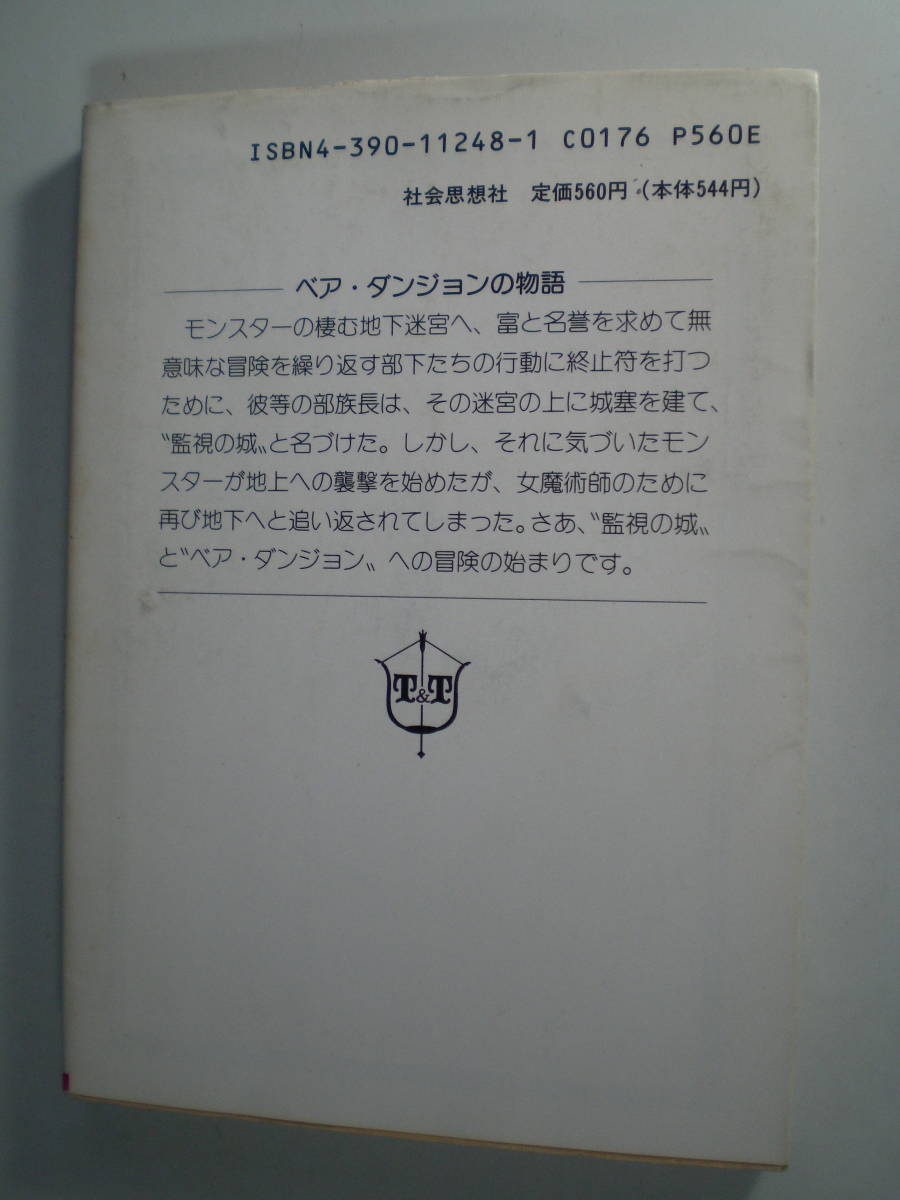 ISBN4-390-11248-1 C0176 P560E
社会思想社 定価560円 (本体544円)
ベア・ダンジョンの物語
モンスターの棲む地下迷宮へ、富と名誉を求めて無
意味な冒険を繰り返す部下たちの行動に終止符を打つ
ために、彼等の部族長は、その迷宮の上に城塞を建て、
〝監視の城〟と名づけた。しかし、それに気づいたモン
スターが地上への襲撃を始めたが、女魔術師のために
再び地下へと追い返されてしまった。さあ、〝監視の城〟
と〝ベア・ダンジョン〟への冒険の始まりです。
T&T